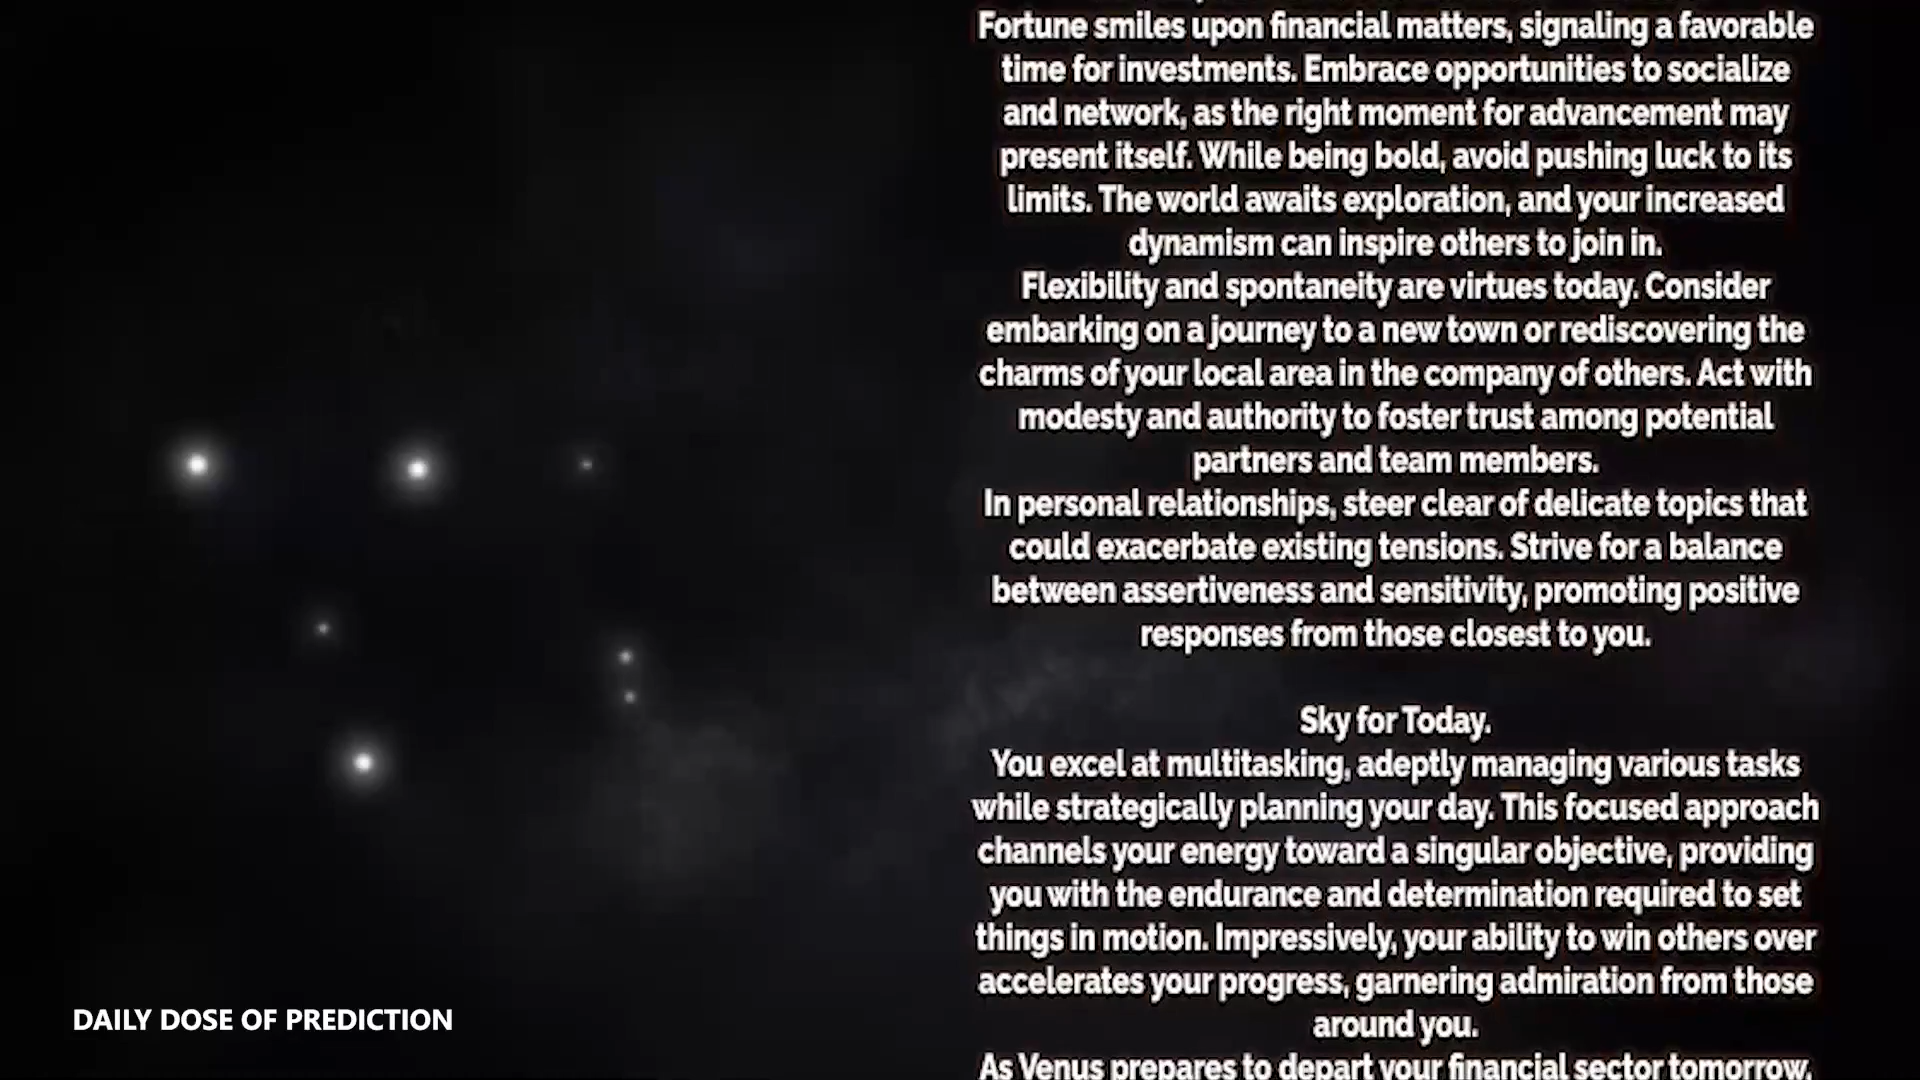 Fortune smiles upon financial matters, signaling a favorable
time for investments. Embrace opportunities to socialize
and network, as the right moment for advancement may
present itself. While being bold, avoid pushing luck to its
limits. The world awaits exploration, and your increased
dynamism can inspire others to join in.
Flexibility and spontaneity are virtues today. Consider
embarking on a journey to a new town or rediscovering the
charms of your local area in the company of others. Act with
modesty and authority to foster trust among potential
partners and team members.
In personal relationships, steer clear of delicate topics that
could exacerbate existing tensions. Strive for a balance
between assertiveness and sensitivity, promoting positive
responses from those closest to you.
Sky for Today.
You excel at multitasking, adeptly managing various tasks
while strategically planning your day. This focused approach
channels your energy toward a singular objective, providing
you with the endurance and determination required to set
things in motion. Impressively, your ability to win others over
accelerates your progress, garnering admiration from those
around you.
As Venus prepares to depart your financial sector tomorrow,
DAILY DOSE OF PREDICTION